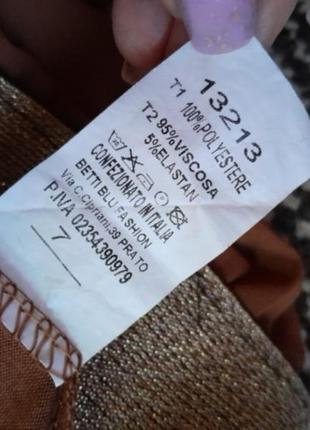 13213
T1 100%POLYESTERE
T2 95%VISCOSA
5%ELASTAN
CONFEZIONATO IN ITALIA
BETTI BLU FASHION
Via C.Cipriani,39 PRATO
P.IVA 02354390979
7